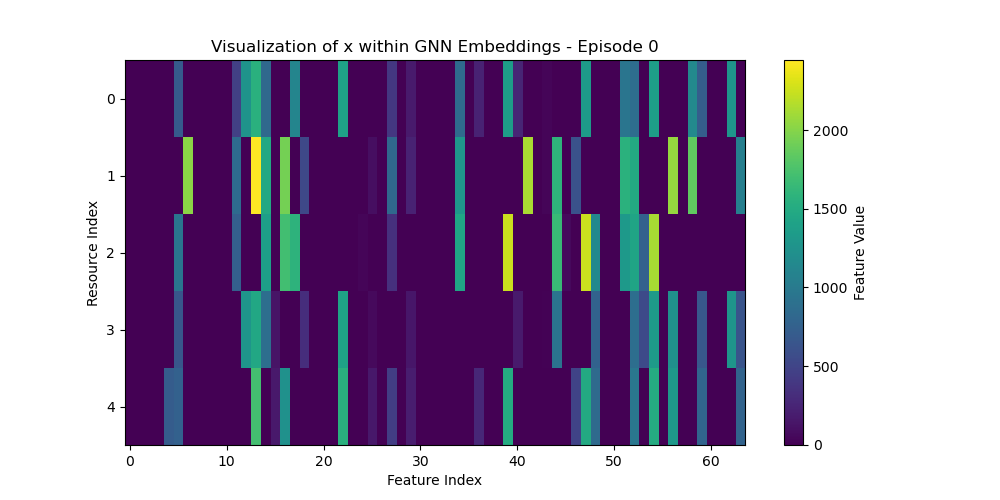 Visualization of x within GNN Embeddings - Episode 0
Resource Index
0
1
2
3
4
0 10 20 30 40 50 60
Feature Index
2000
1500
1000
500
0
Feature Value